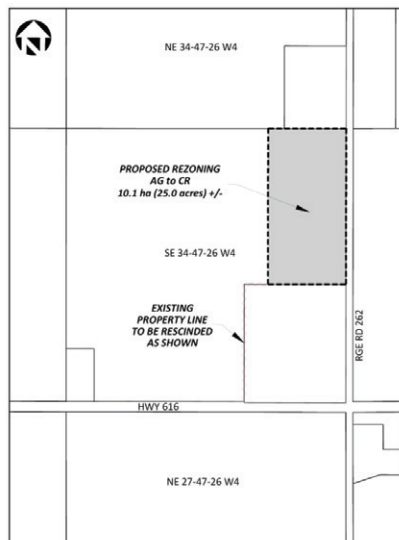 N
NE 34-47-26 W4
PROPOSED REZONING
AG to CR
10.1 ha (25.0 acres) +/-
SE 34-47-26 W4
EXISTING
PROPERTY LINE
TO BE RESCINDED
AS SHOWN
RGE RD 262
HWY 616
NE 27-47-26 W4